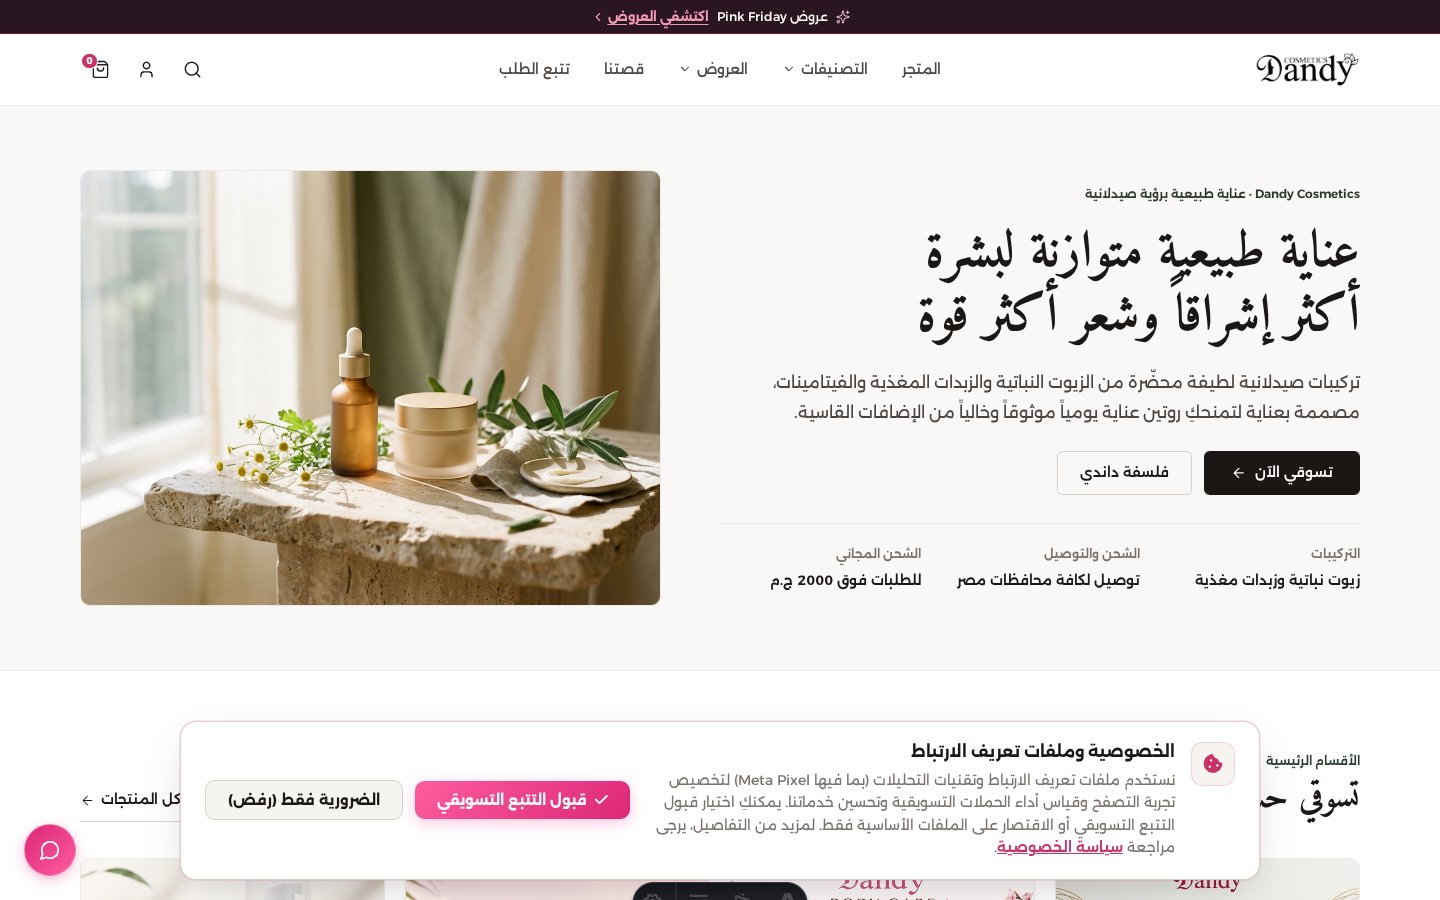 عروض Pink Friday اكتشفي العروض
COSMETICS
Dandy
المتجر
التصنيفات
العروض
قصتنا
تتبع الطلب
0
Dandy Cosmetics · عناية طبيعية برؤية صيدلانية
عناية طبيعية متوازنة لبشرة
أكثر إشراقاً وشعر أكثر قوة
تركيبات صيدلانية لطيفة محضّرة من الزيوت النباتية والزبدات المغذية والفيتامينات،
مصممة بعناية لتمنحكِ روتين عناية يومياً موثوقاً وخالياً من الإضافات القاسية.
تسوقي الآن
فلسفة داندي
التركيبات
زيوت نباتية وزبدات مغذية
الشحن والتوصيل
توصيل لكافة محافظات مصر
الشحن المجاني
للطلبات فوق 2000 ج.م
الأقسام الرئيسية
تسوقي
كل المنتجات
الخصوصية وملفات تعريف الارتباط
نستخدم ملفات تعريف الارتباط وتقنيات التحليلات (بما فيها Meta Pixel) لتخصيص
تجربة التصفح وقياس أداء الحملات التسويقية وتحسين خدماتنا. يمكنكِ اختيار قبول
التتبع التسويقي أو الاقتصار على الملفات الأساسية فقط. لمزيد من التفاصيل، يرجى
مراجعة سياسة الخصوصية.
قبول التتبع التسويقي
الضرورية فقط (رفض)
Dandy
Dandy